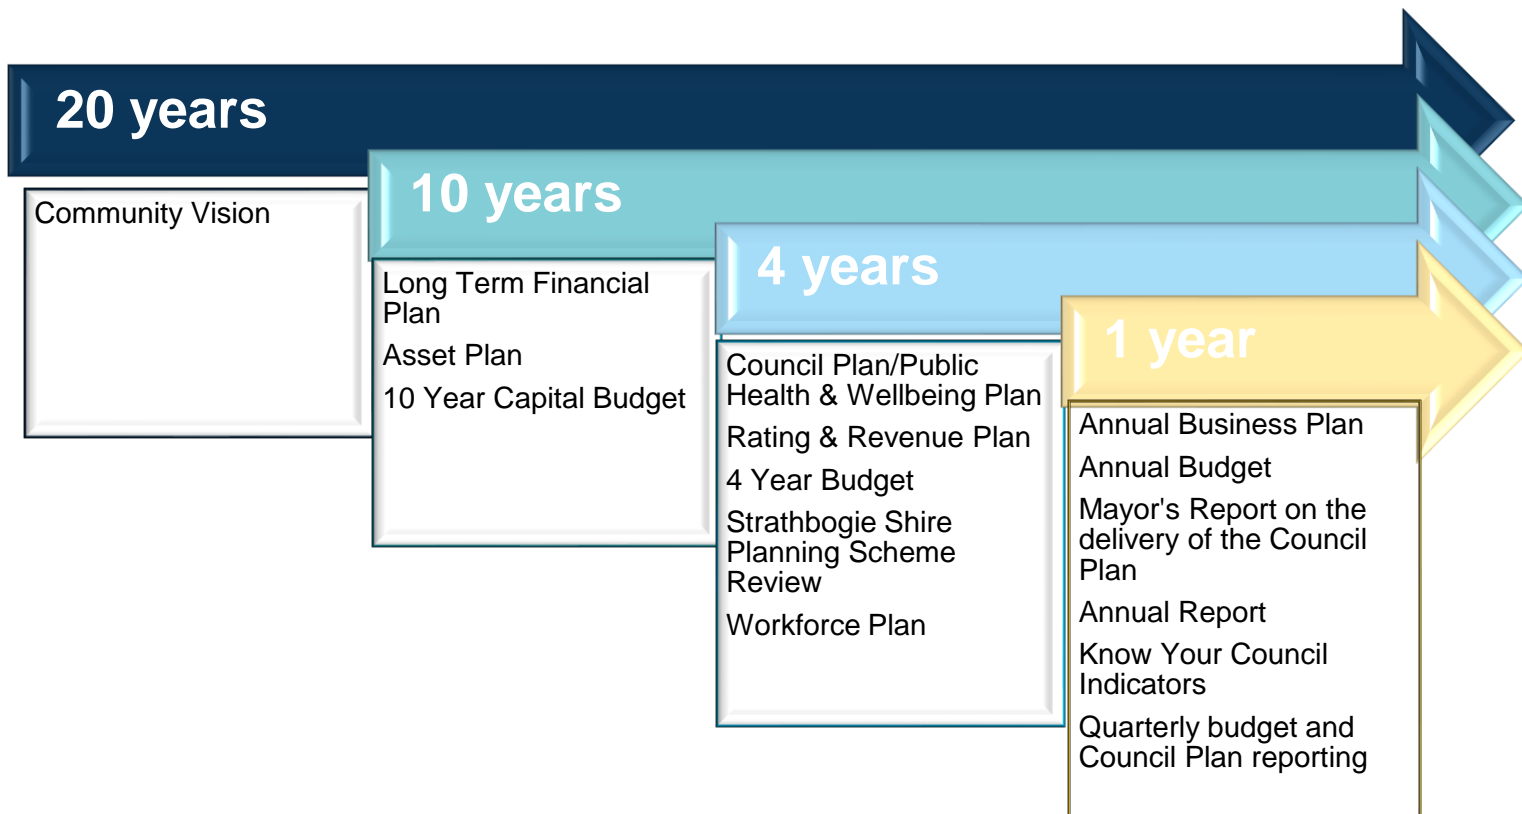 20 years
Community Vision
10 years
Long Term Financial
Plan
Asset Plan
10 Year Capital Budget
4 years
Council Plan/Public
Health & Wellbeing Plan
Rating & Revenue Plan
4 Year Budget
Strathbogie Shire
Planning Scheme
Review
Workforce Plan
1 year
Annual Business Plan
Annual Budget
Mayor's Report on the
delivery of the Council
Plan
Annual Report
Know Your Council
Indicators
Quarterly budget and
Council Plan reporting